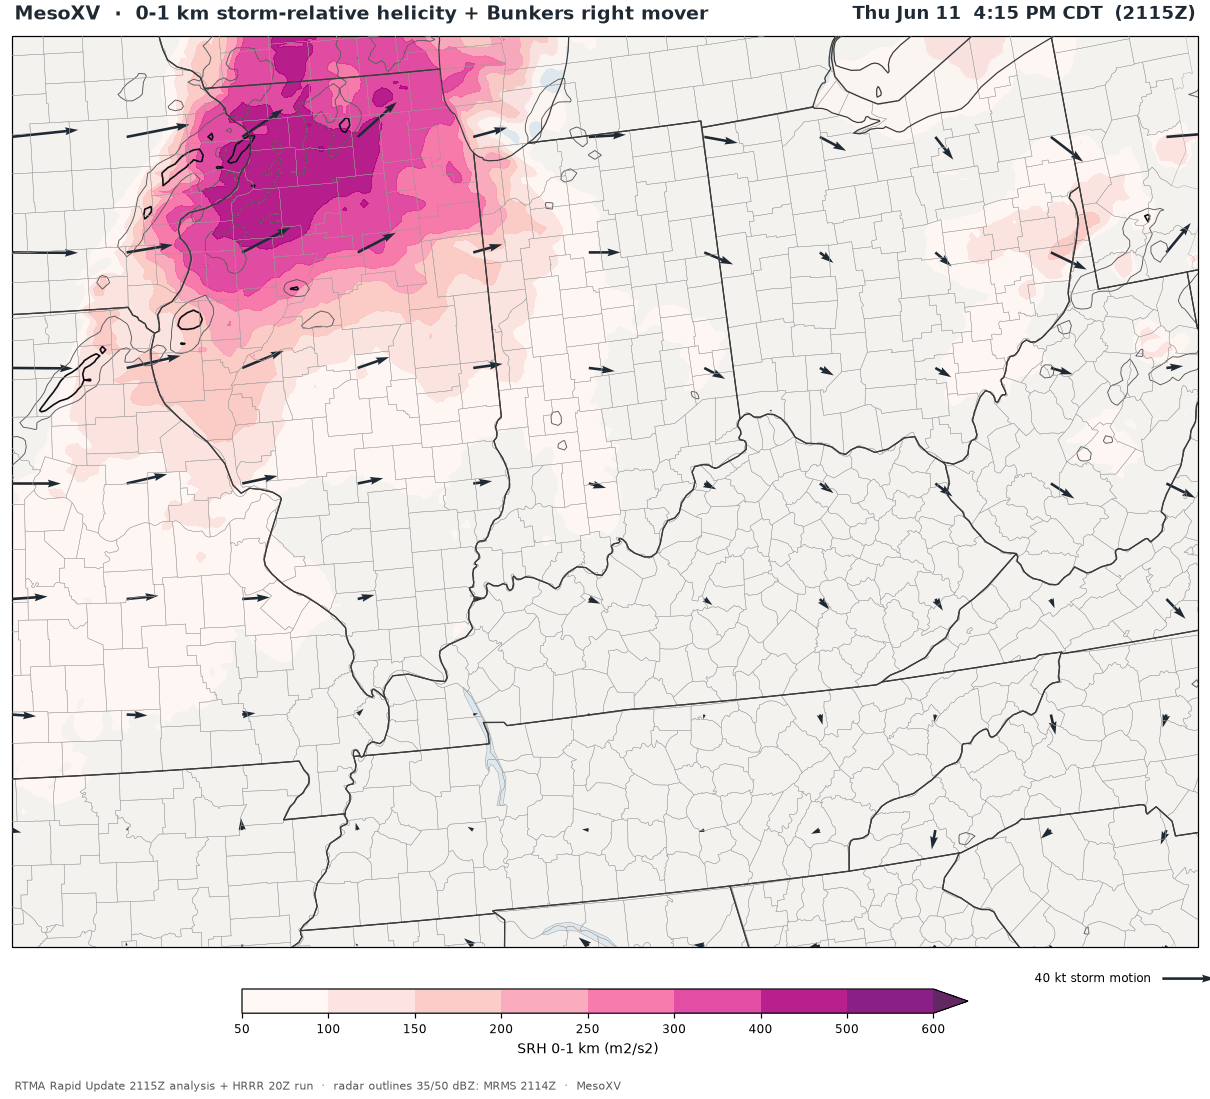 MesoXV · 0-1 km storm-relative helicity + Bunkers right mover
Thu Jun 11 4:15 PM CDT (2115Z)
40 kt storm motion
50 100 150 200 250 300 400 500 600
SRH 0-1 km (m2/s2)
RTMA Rapid Update 2115Z analysis + HRRR 20Z run · radar outlines 35/50 dBZ: MRMS 2114Z · MesoXV